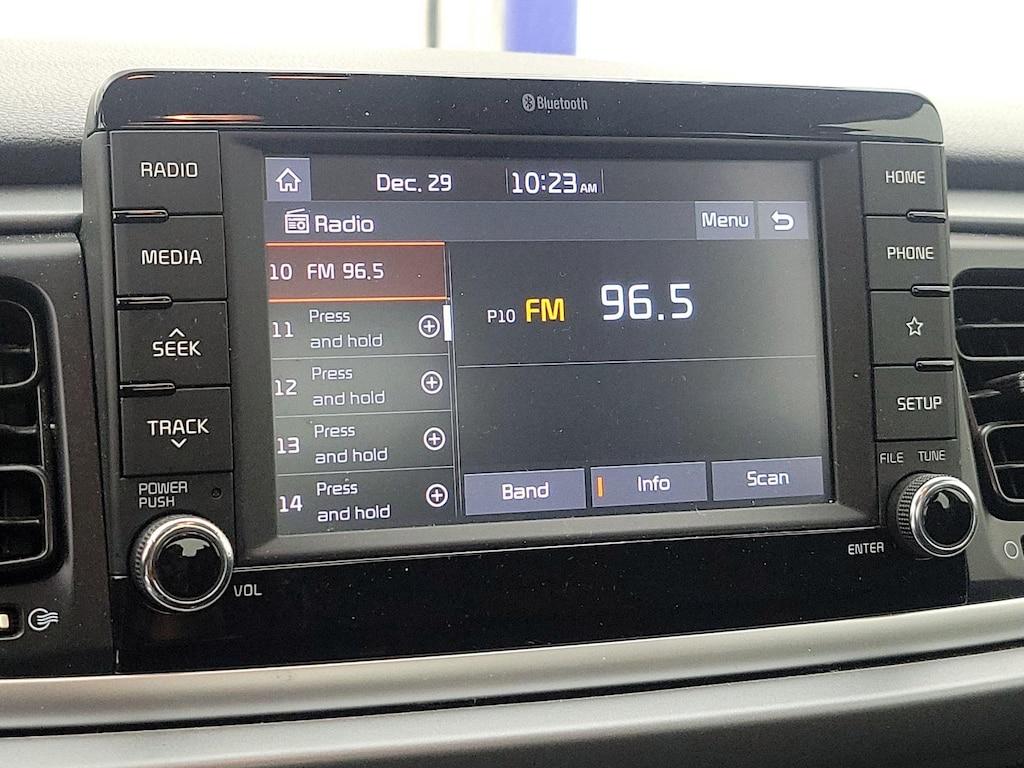 Bluetooth
RADIO
MEDIA
SEEK
TRACK
POWER
PUSH
VOL
Dec. 29 10:23 AM
Radio Menu
10 FM 96.5
11 Press
and hold
12 Press
and hold
13 Press
and hold
14 Press
and hold
P10 FM 96.5
Band Info Scan
HOME
PHONE
SETUP
FILE TUNE
ENTER